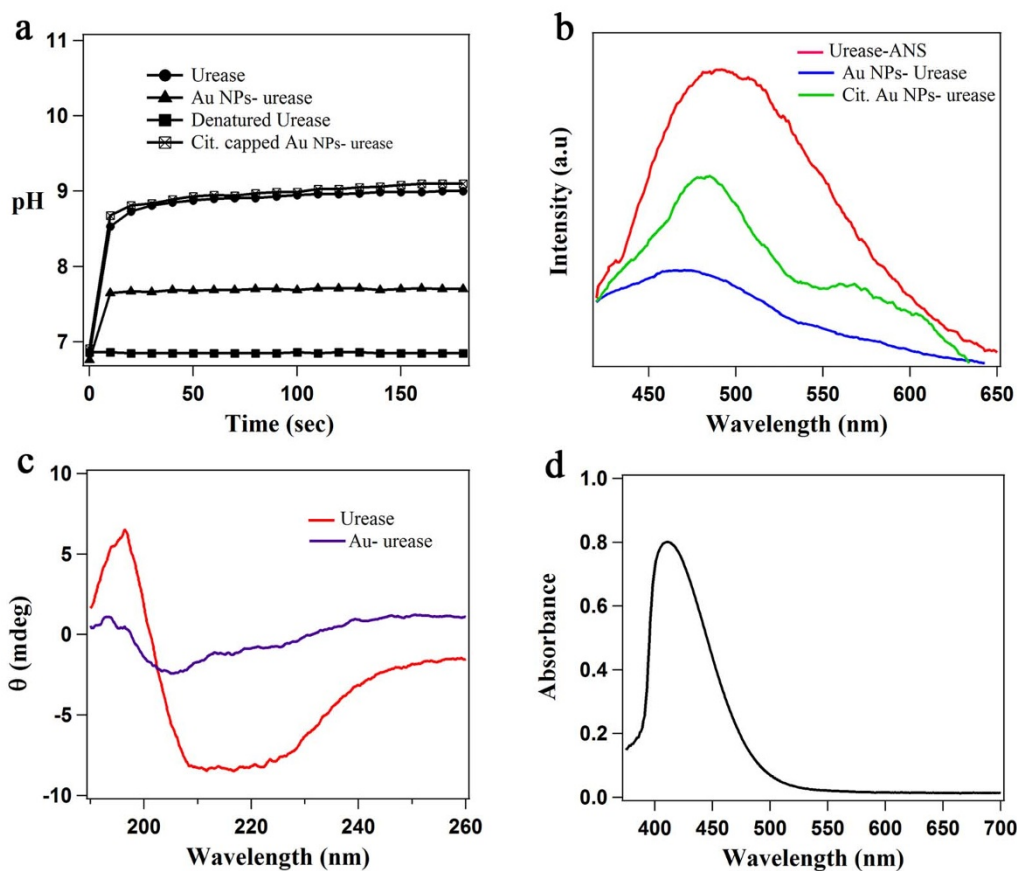 a
11
10
9
8
7
pH
Urease
Au NPs- urease
Denatured Urease
Cit. capped Au NPs- urease
0
50
100
150
Time (sec)
b
Urease-ANS
Au NPs- Urease
Cit. Au NPs- urease
Intensity (a.u)
450
500
550
600
650
Wavelength (nm)
c
10
5
0
-5
-10
θ (mdeg)
Urease
Au- urease
200
220
240
260
Wavelength (nm)
d
1.0
0.8
0.6
0.4
0.2
0.0
Absorbance
400
450
500
550
600
650
700
Wavelength (nm)